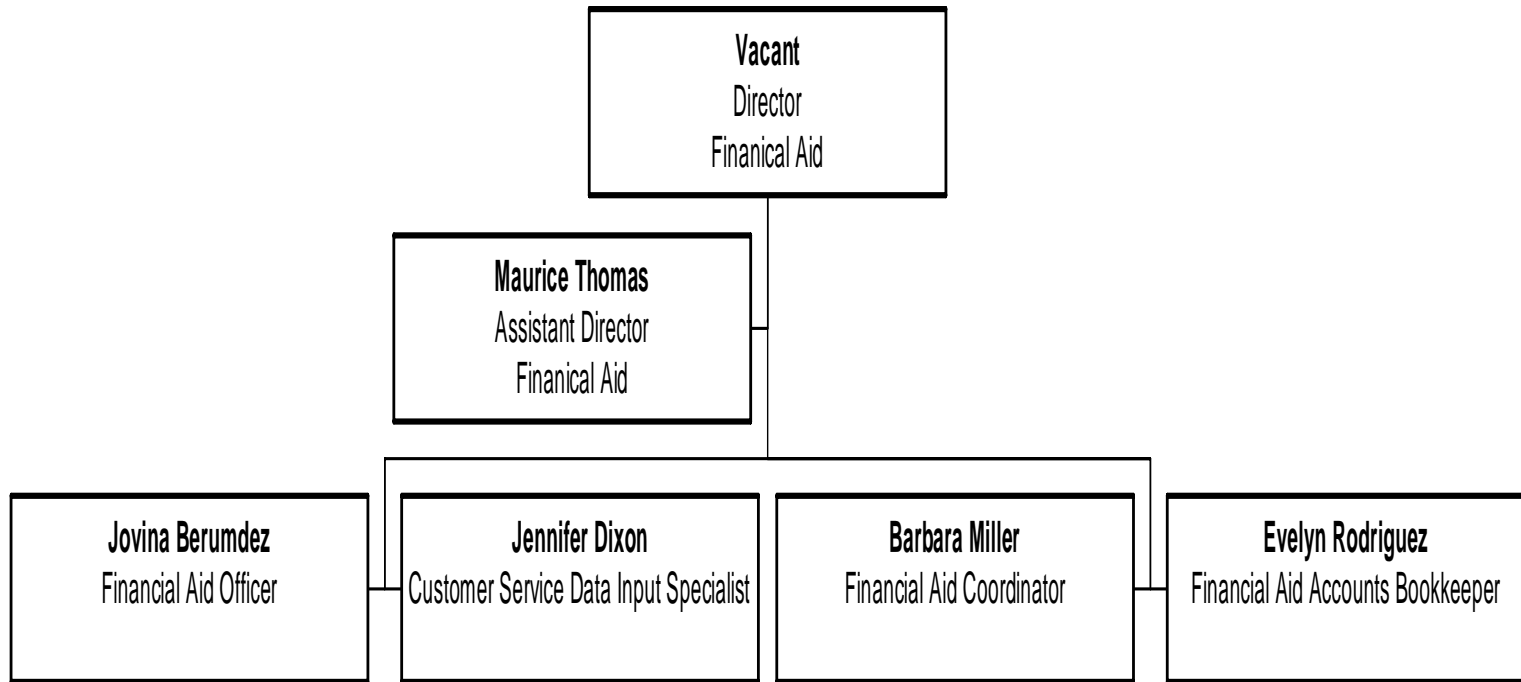 Vacant
Director
Finanical Aid
Maurice Thomas
Assistant Director
Finanical Aid
Jovina Berumdez
Financial Aid Officer
Jennifer Dixon
Customer Service Data Input Specialist
Barbara Miller
Financial Aid Coordinator
Evelyn Rodriguez
Financial Aid Accounts Bookkeeper